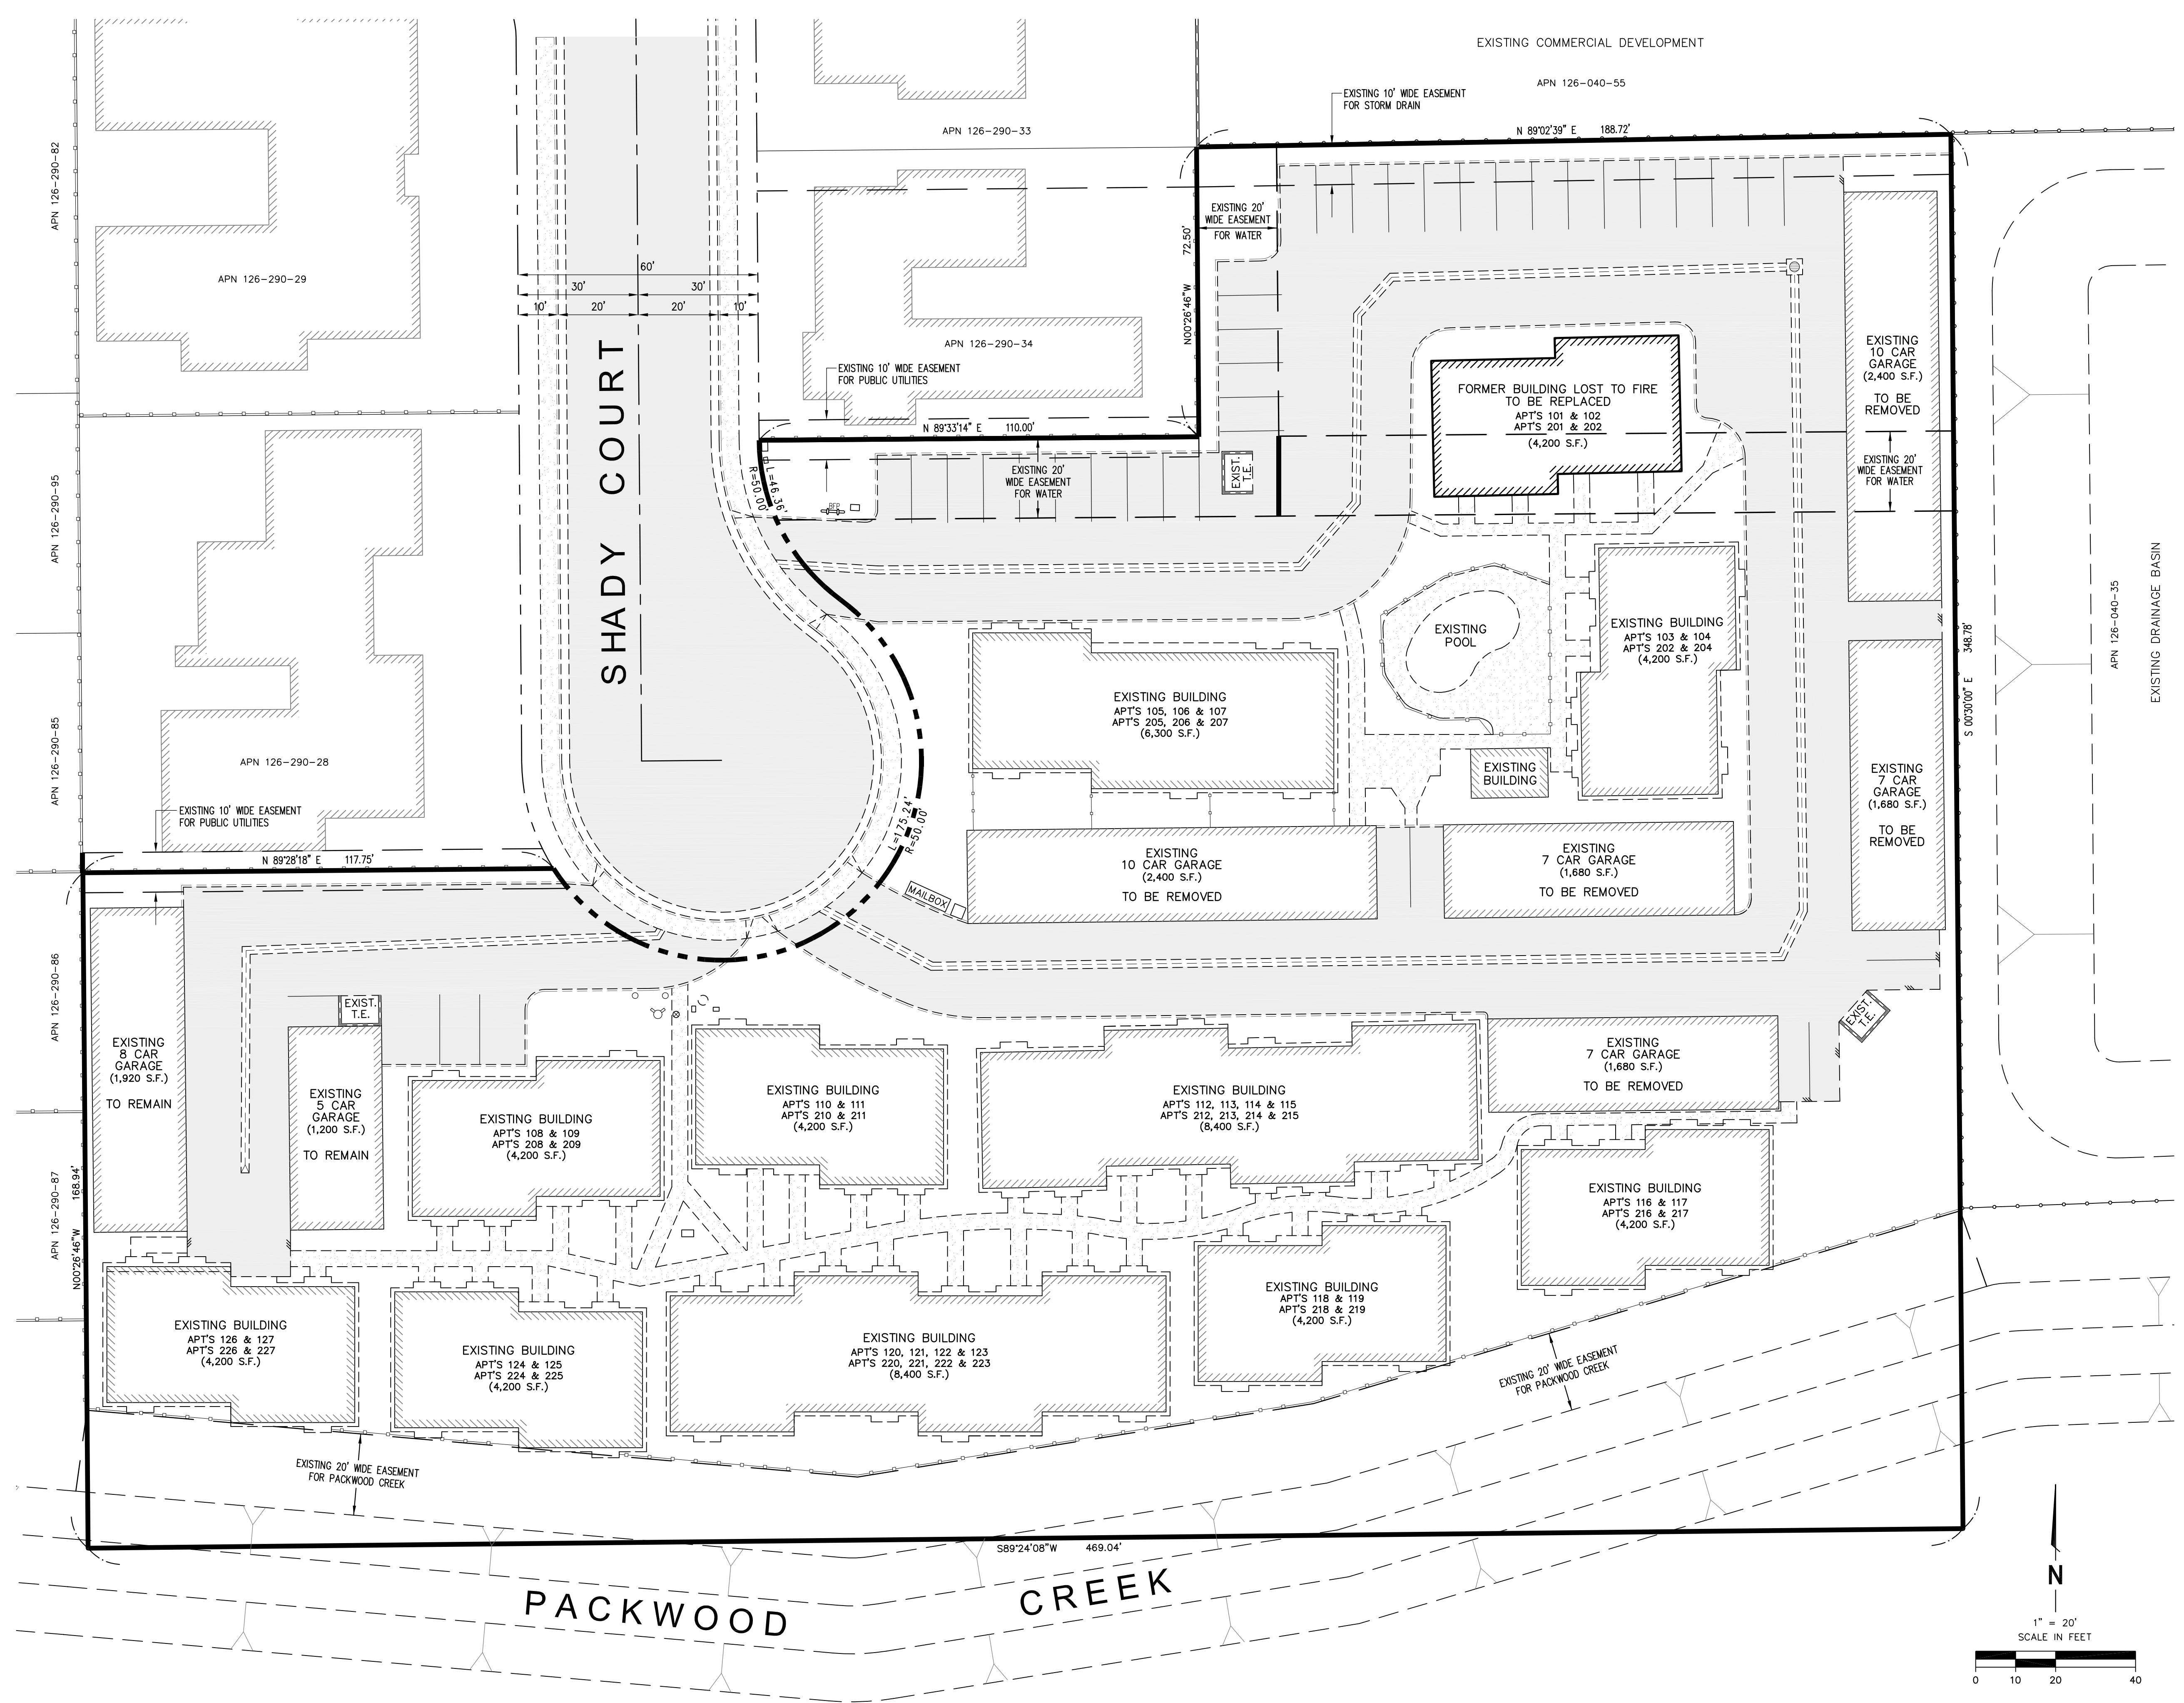 EXISTING COMMERCIAL DEVELOPMENT
APN 126-040-55
EXISTING 10' WIDE EASEMENT
FOR STORM DRAIN
N 89°02'39" E 188.72'
APN 126-290-33
APN 126-290-82
APN 126-290-29
EXISTING 20'
WIDE EASEMENT
FOR WATER
72.50'
N00°26'46"W
60'
30' 30'
10' 20' 20' 10'
SHADY COURT
APN 126-290-34
EXISTING 10' WIDE EASEMENT
FOR PUBLIC UTILITIES
N 89°33'14" E 110.00'
EXISTING
10 CAR
GARAGE
(2,400 S.F.)
TO BE
REMOVED
FORMER BUILDING LOST TO FIRE
TO BE REPLACED
APT'S 101 & 102
APT'S 201 & 202
(4,200 S.F.)
L=46.36'
R=50.00'
BFP
EXISTING 20'
WIDE EASEMENT
FOR WATER
EXIST.
T.E.
EXISTING 20'
WIDE EASEMENT
FOR WATER
APN 126-290-95
APN 126-040-35
EXISTING DRAINAGE BASIN
S 00°30'00" E 348.78'
EXISTING
POOL
EXISTING BUILDING
APT'S 103 & 104
APT'S 202 & 204
(4,200 S.F.)
EXISTING BUILDING
APT'S 105, 106 & 107
APT'S 205, 206 & 207
(6,300 S.F.)
EXISTING
BUILDING
EXISTING
7 CAR
GARAGE
(1,680 S.F.)
TO BE
REMOVED
APN 126-290-85
APN 126-290-28
EXISTING 10' WIDE EASEMENT
FOR PUBLIC UTILITIES
N 89°28'18" E 117.75'
L=175.24'
R=50.00'
MAILBOX
EXISTING
10 CAR GARAGE
(2,400 S.F.)
TO BE REMOVED
EXISTING
7 CAR GARAGE
(1,680 S.F.)
TO BE REMOVED
APN 126-290-86
EXIST.
T.E.
EXIST.
T.E.
EXISTING
8 CAR
GARAGE
(1,920 S.F.)
TO REMAIN
EXISTING
5 CAR
GARAGE
(1,200 S.F.)
TO REMAIN
EXISTING BUILDING
APT'S 108 & 109
APT'S 208 & 209
(4,200 S.F.)
EXISTING BUILDING
APT'S 110 & 111
APT'S 210 & 211
(4,200 S.F.)
EXISTING BUILDING
APT'S 112, 113, 114 & 115
APT'S 212, 213, 214 & 215
(8,400 S.F.)
EXISTING
7 CAR GARAGE
(1,680 S.F.)
TO BE REMOVED
EXISTING BUILDING
APT'S 116 & 117
APT'S 216 & 217
(4,200 S.F.)
APN 126-290-87
N00°26'46"W 168.94'
EXISTING BUILDING
APT'S 126 & 127
APT'S 226 & 227
(4,200 S.F.)
EXISTING BUILDING
APT'S 124 & 125
APT'S 224 & 225
(4,200 S.F.)
EXISTING BUILDING
APT'S 120, 121, 122 & 123
APT'S 220, 221, 222 & 223
(8,400 S.F.)
EXISTING BUILDING
APT'S 118 & 119
APT'S 218 & 219
(4,200 S.F.)
EXISTING 20' WIDE EASEMENT
FOR PACKWOOD CREEK
EXISTING 20' WIDE EASEMENT
FOR PACKWOOD CREEK
S89°24'08"W 469.04'
PACKWOOD CREEK
N
1" = 20'
SCALE IN FEET
0 10 20 40